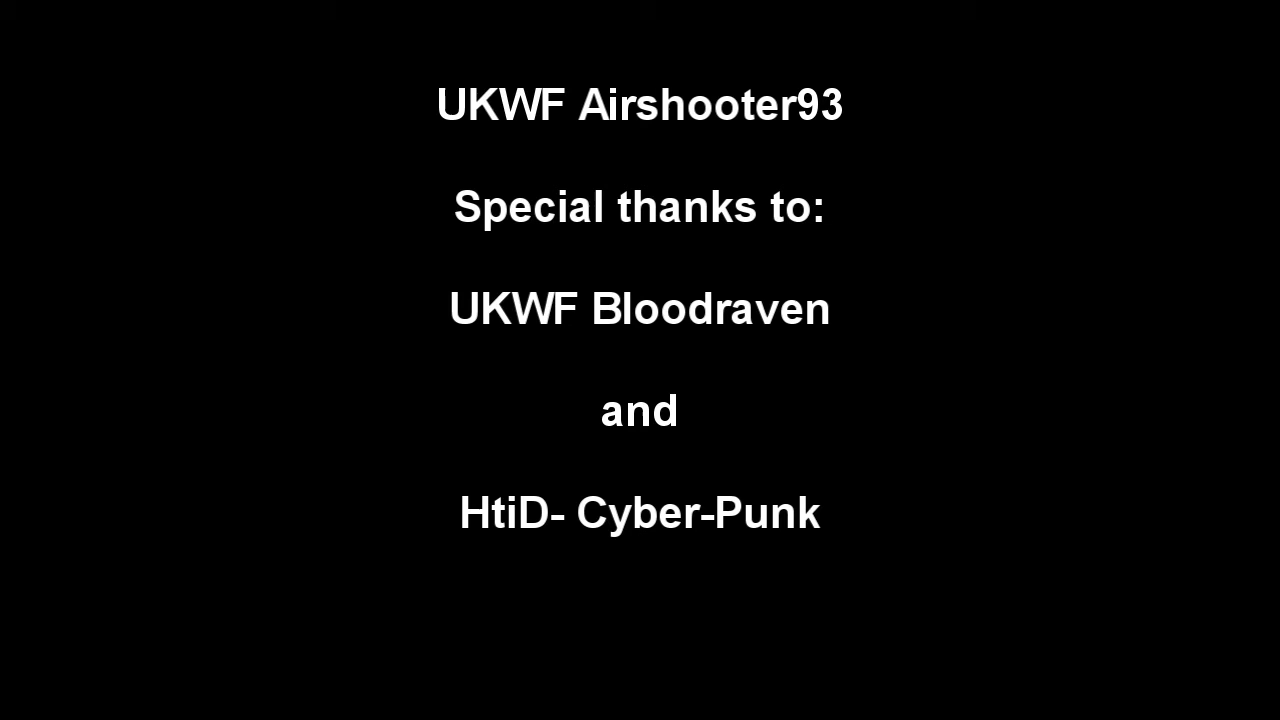 UKWF Airshooter93
Special thanks to:
UKWF Bloodraven
and
HtiD- Cyber-Punk